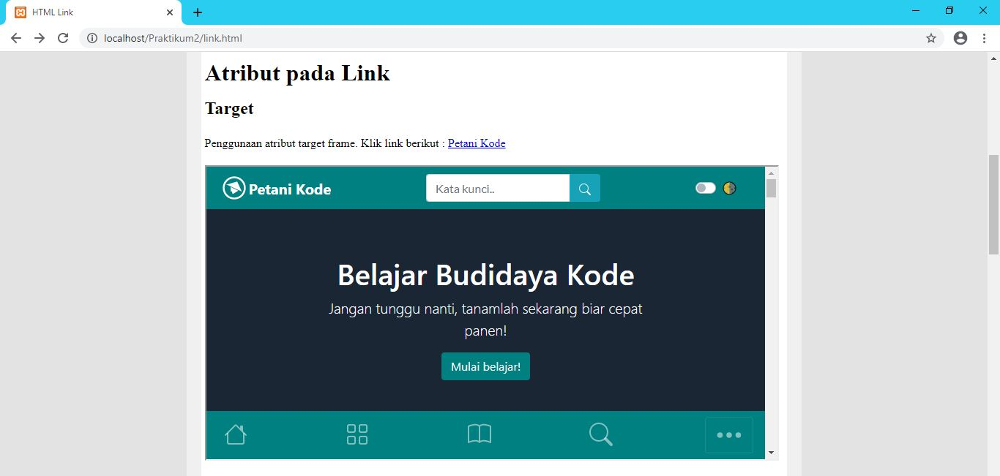 HTML Link
localhost/Praktikum2/link.html
Atribut pada Link
Target
Penggunaan atribut target frame. Klik link berikut : Petani Kode
Petani Kode
Kata kunci..
Belajar Budidaya Kode
Jangan tunggu nanti, tanamlah sekarang biar cepat
panen!
Mulai belajar!